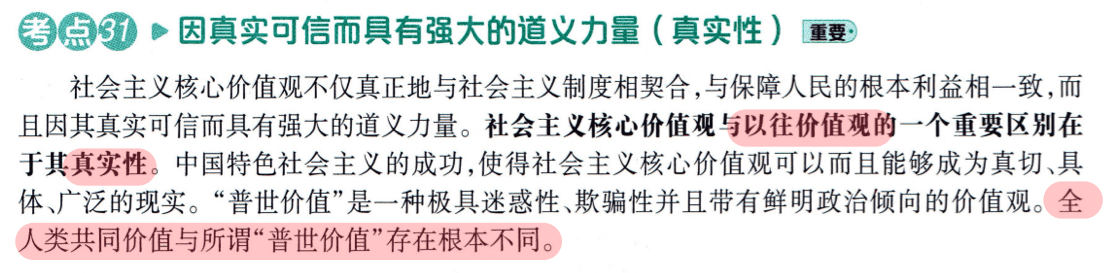 考点31 ▶ 因真实可信而具有强大的道义力量（真实性） 重要
社会主义核心价值观不仅真正地与社会主义制度相契合,与保障人民的根本利益相一致,而
且因其真实可信而具有强大的道义力量。社会主义核心价值观与以往价值观的一个重要区别在
于其真实性。中国特色社会主义的成功,使得社会主义核心价值观可以而且能够成为真切、具
体、广泛的现实。“普世价值”是一种极具迷惑性、欺骗性并且带有鲜明政治倾向的价值观。全
人类共同价值与所谓“普世价值”存在根本不同。